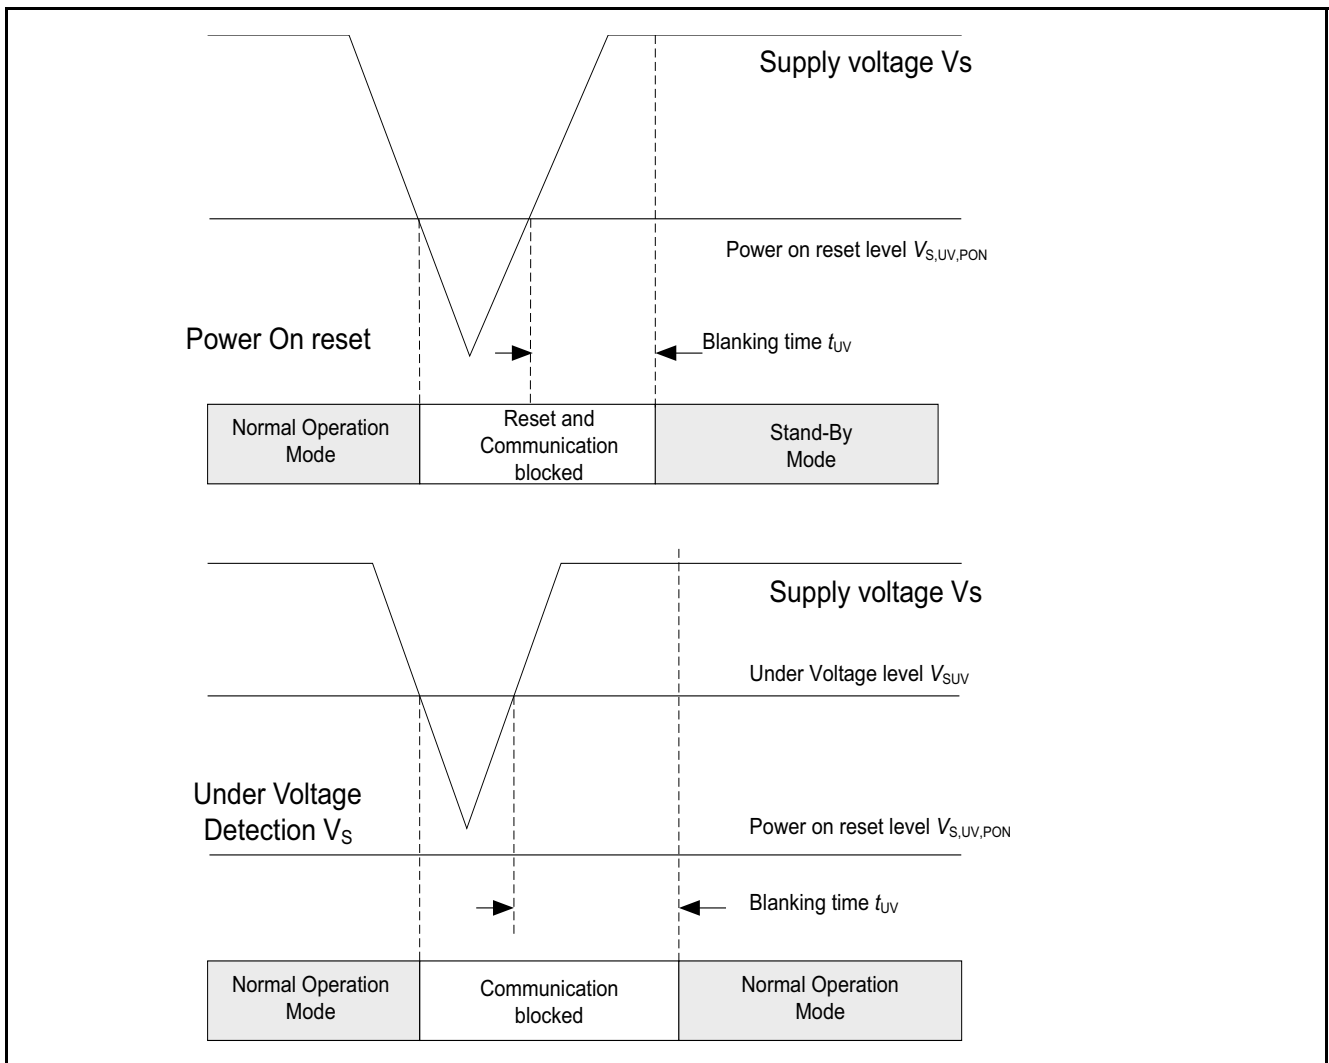 Supply voltage Vs
Power on reset level VS,UV,PON
Power On reset
Blanking time tUV
Normal Operation
Mode
Reset and
Communication
blocked
Stand-By
Mode
Supply voltage Vs
Under Voltage level VSUV
Under Voltage
Detection VS
Power on reset level VS,UV,PON
Blanking time tUV
Normal Operation
Mode
Communication
blocked
Normal Operation
Mode